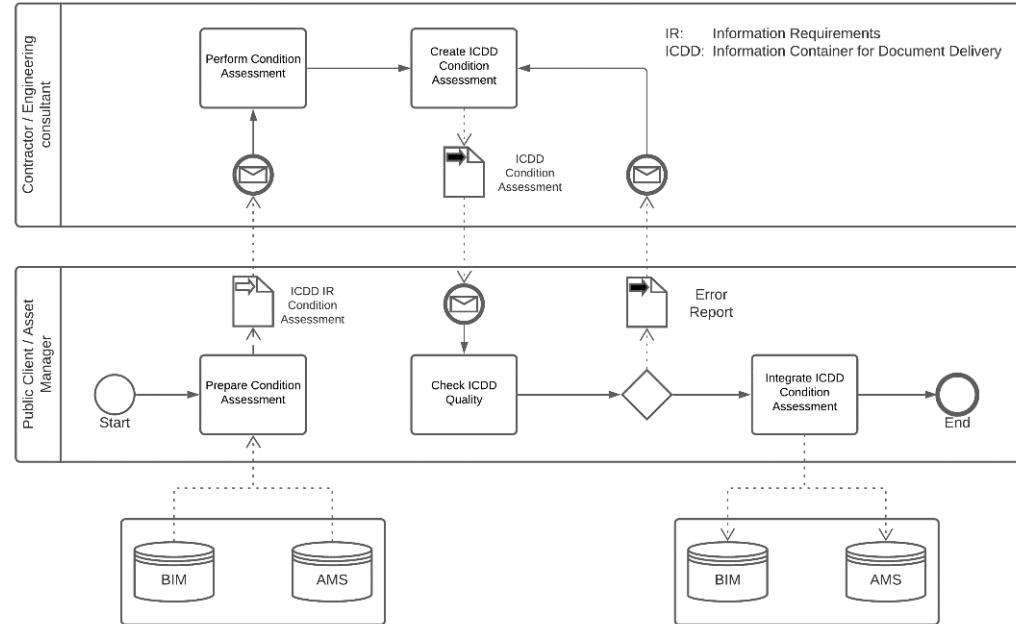 Contractor / Engineering
consultant
Perform Condition
Assessment
Create ICDD
Condition
Assessment
IR: Information Requirements
ICDD: Information Container for Document Delivery
ICDD
Condition
Assessment
Public Client / Asset
Manager
ICDD IR
Condition
Assessment
Error
Report
Start
Prepare Condition
Assessment
Check ICDD
Quality
Integrate ICDD
Condition
Assessment
End
BIM
AMS
BIM
AMS